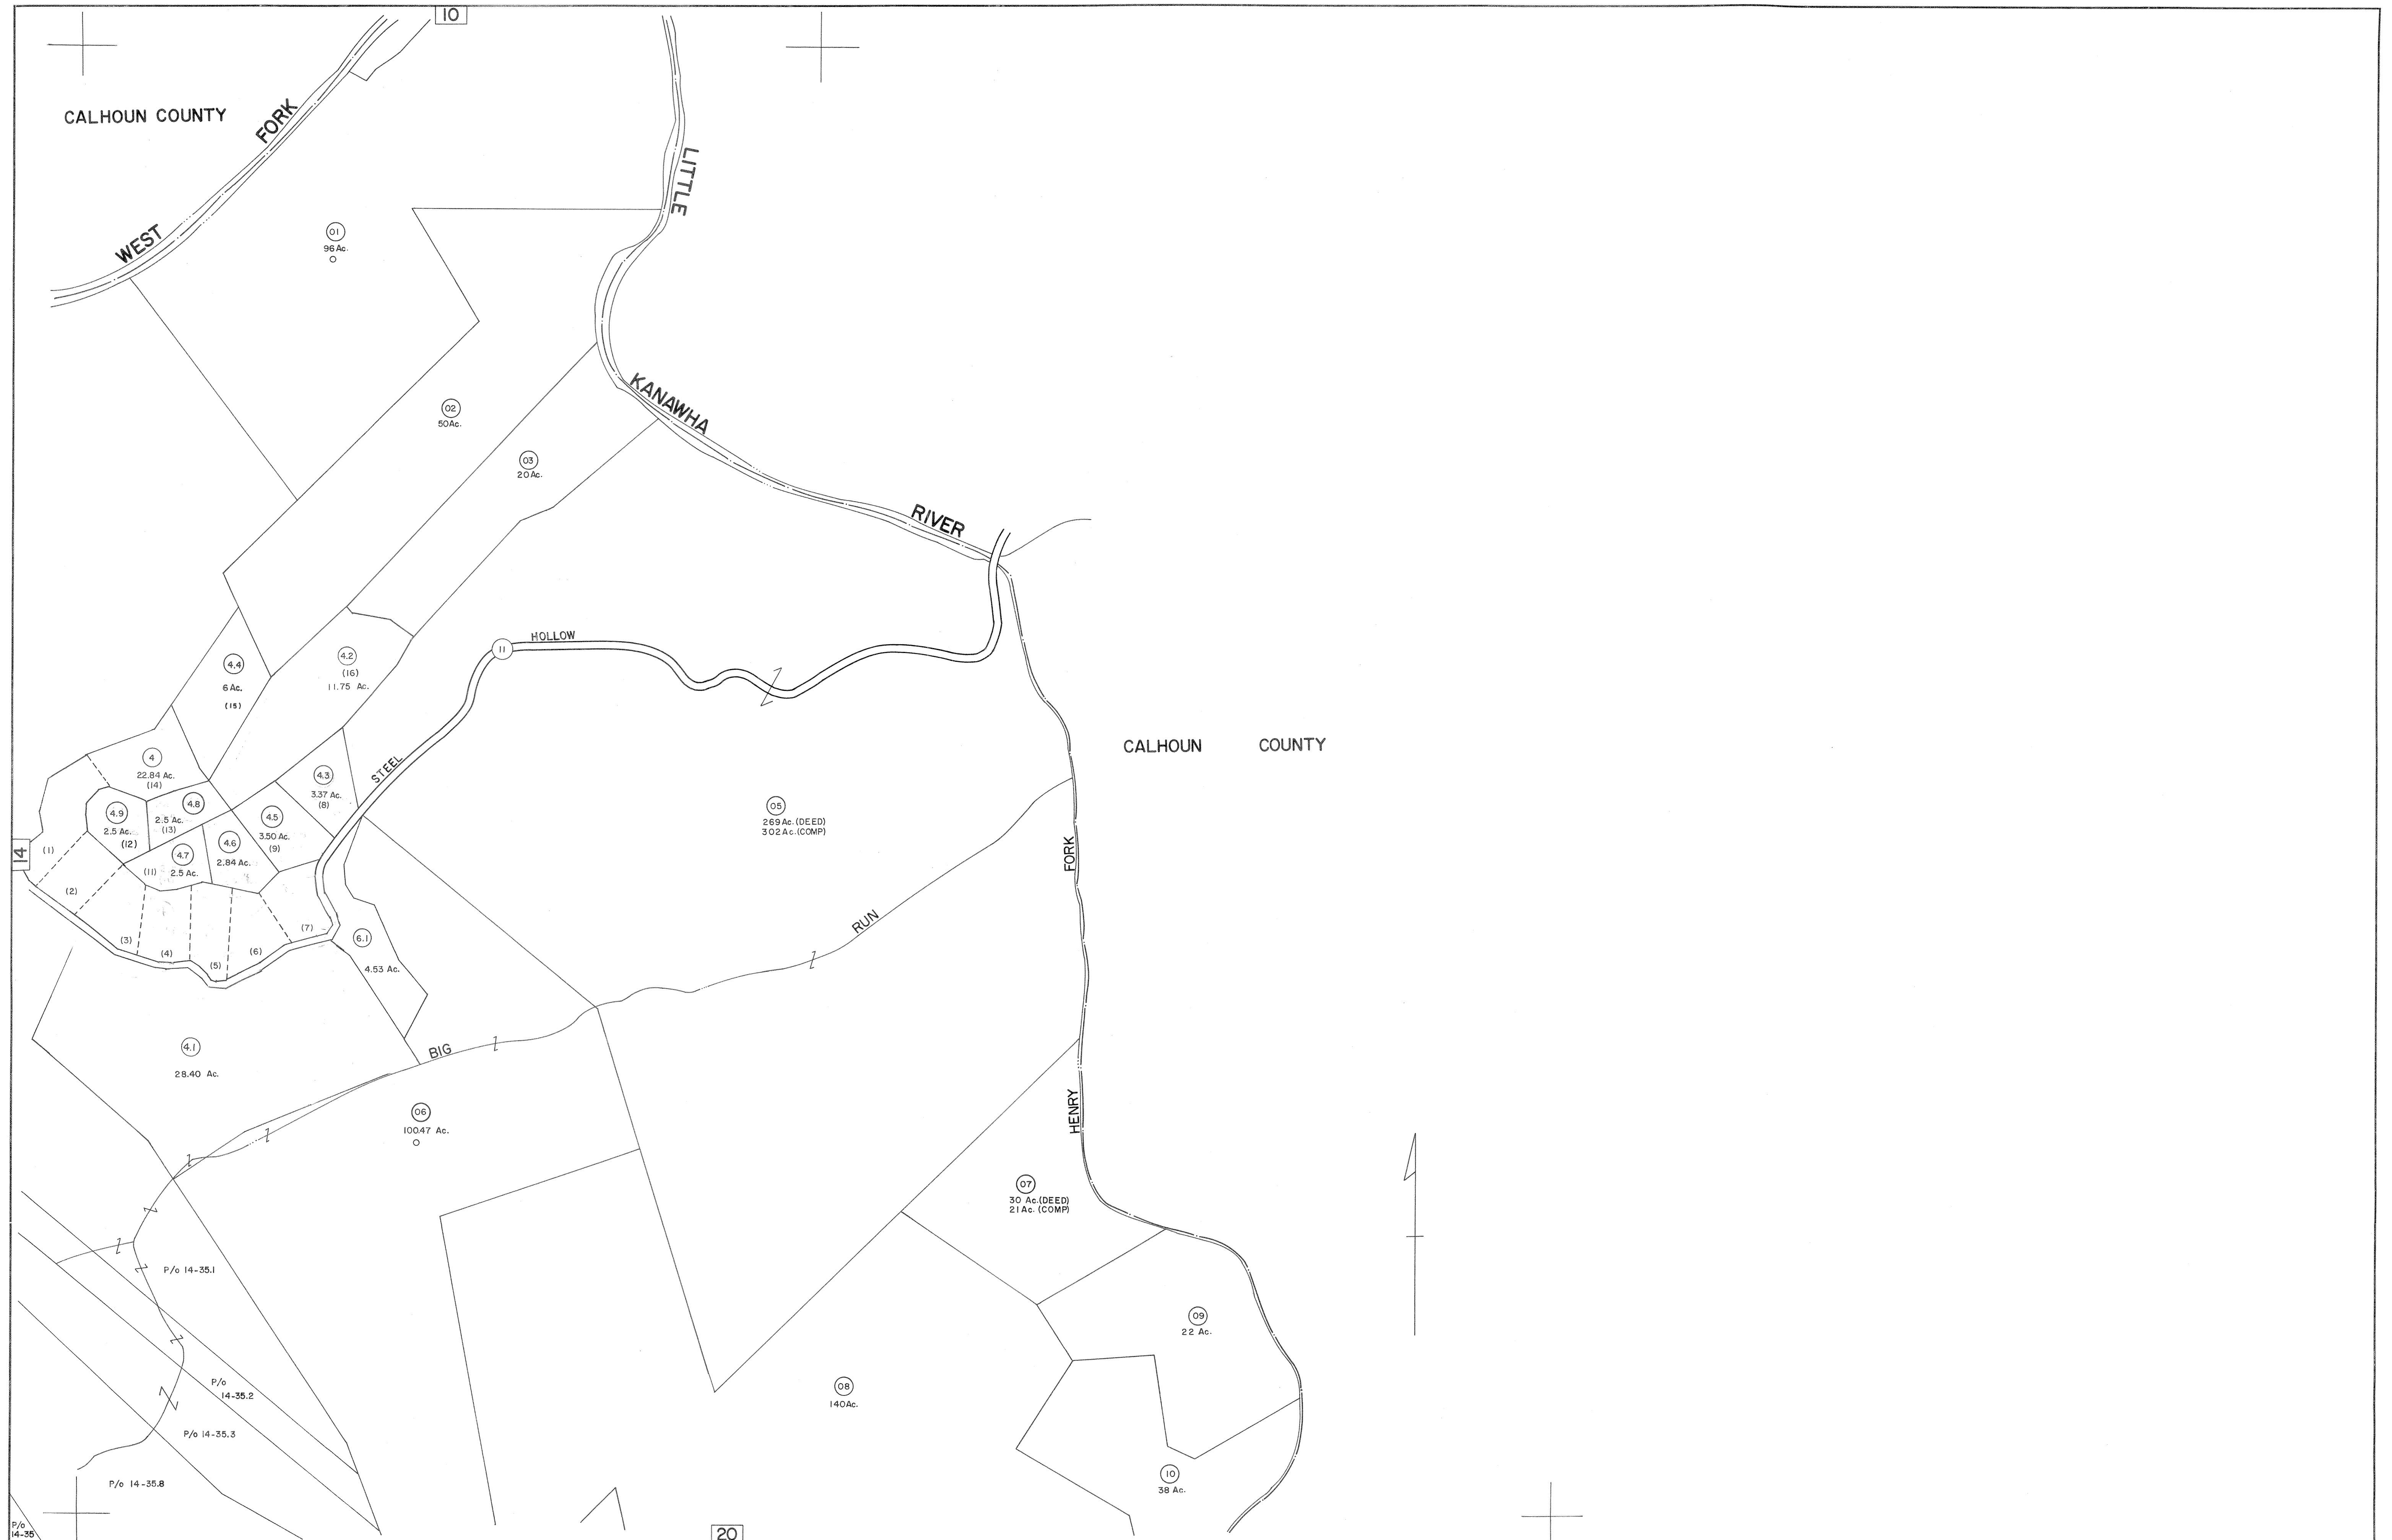 10
CALHOUN COUNTY
WEST FORK
LITTLE KANAWHA RIVER
01
96 Ac.
02
50Ac.
03
20 Ac.
4.4
6 Ac.
(15)
4.2
(16)
11.75 Ac.
11
STEEL HOLLOW
4
22.84 Ac.
(14)
4.9
2.5 Ac.
(12)
4.8
2.5 Ac.
(13)
4.3
3.37 Ac.
(8)
4.5
3.50 Ac.
(9)
4.6
2.84 Ac.
4.7
(11) 2.5 Ac.
14
(1)
(2)
(3)
(4)
(5)
(6)
(7)
6.1
4.53 Ac.
CALHOUN COUNTY
05
269 Ac. (DEED)
302 Ac. (COMP)
HENRY FORK
BIG RUN
4.1
28.40 Ac.
06
100.47 Ac.
07
30 Ac. (DEED)
21 Ac. (COMP)
P/o 14-35.1
P/o
14-35.2
P/o 14-35.3
P/o 14-35.8
P/o
14-35
08
140Ac.
09
22 Ac.
10
38 Ac.
20